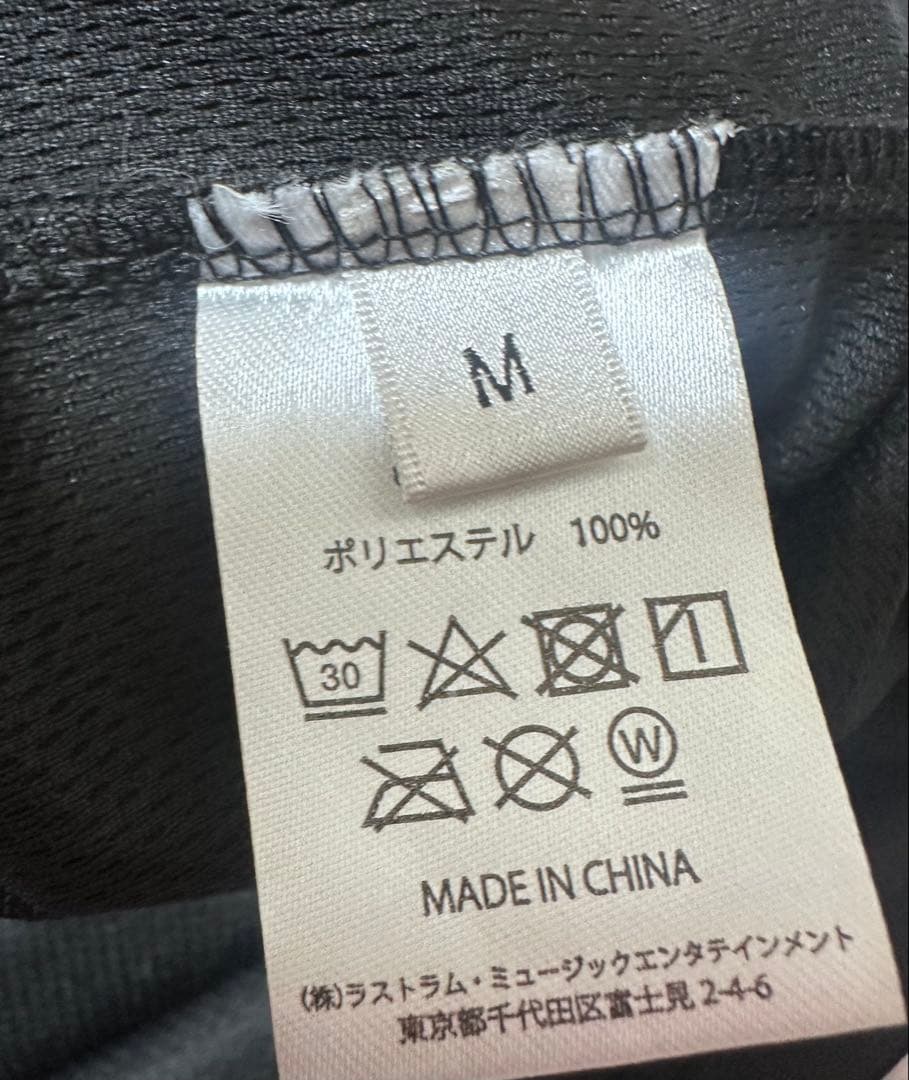 M
ポリエステル 100%
30
W
MADE IN CHINA
(株)ラストラム・ミュージックエンタテインメント
東京都千代田区富士見 2-4-6